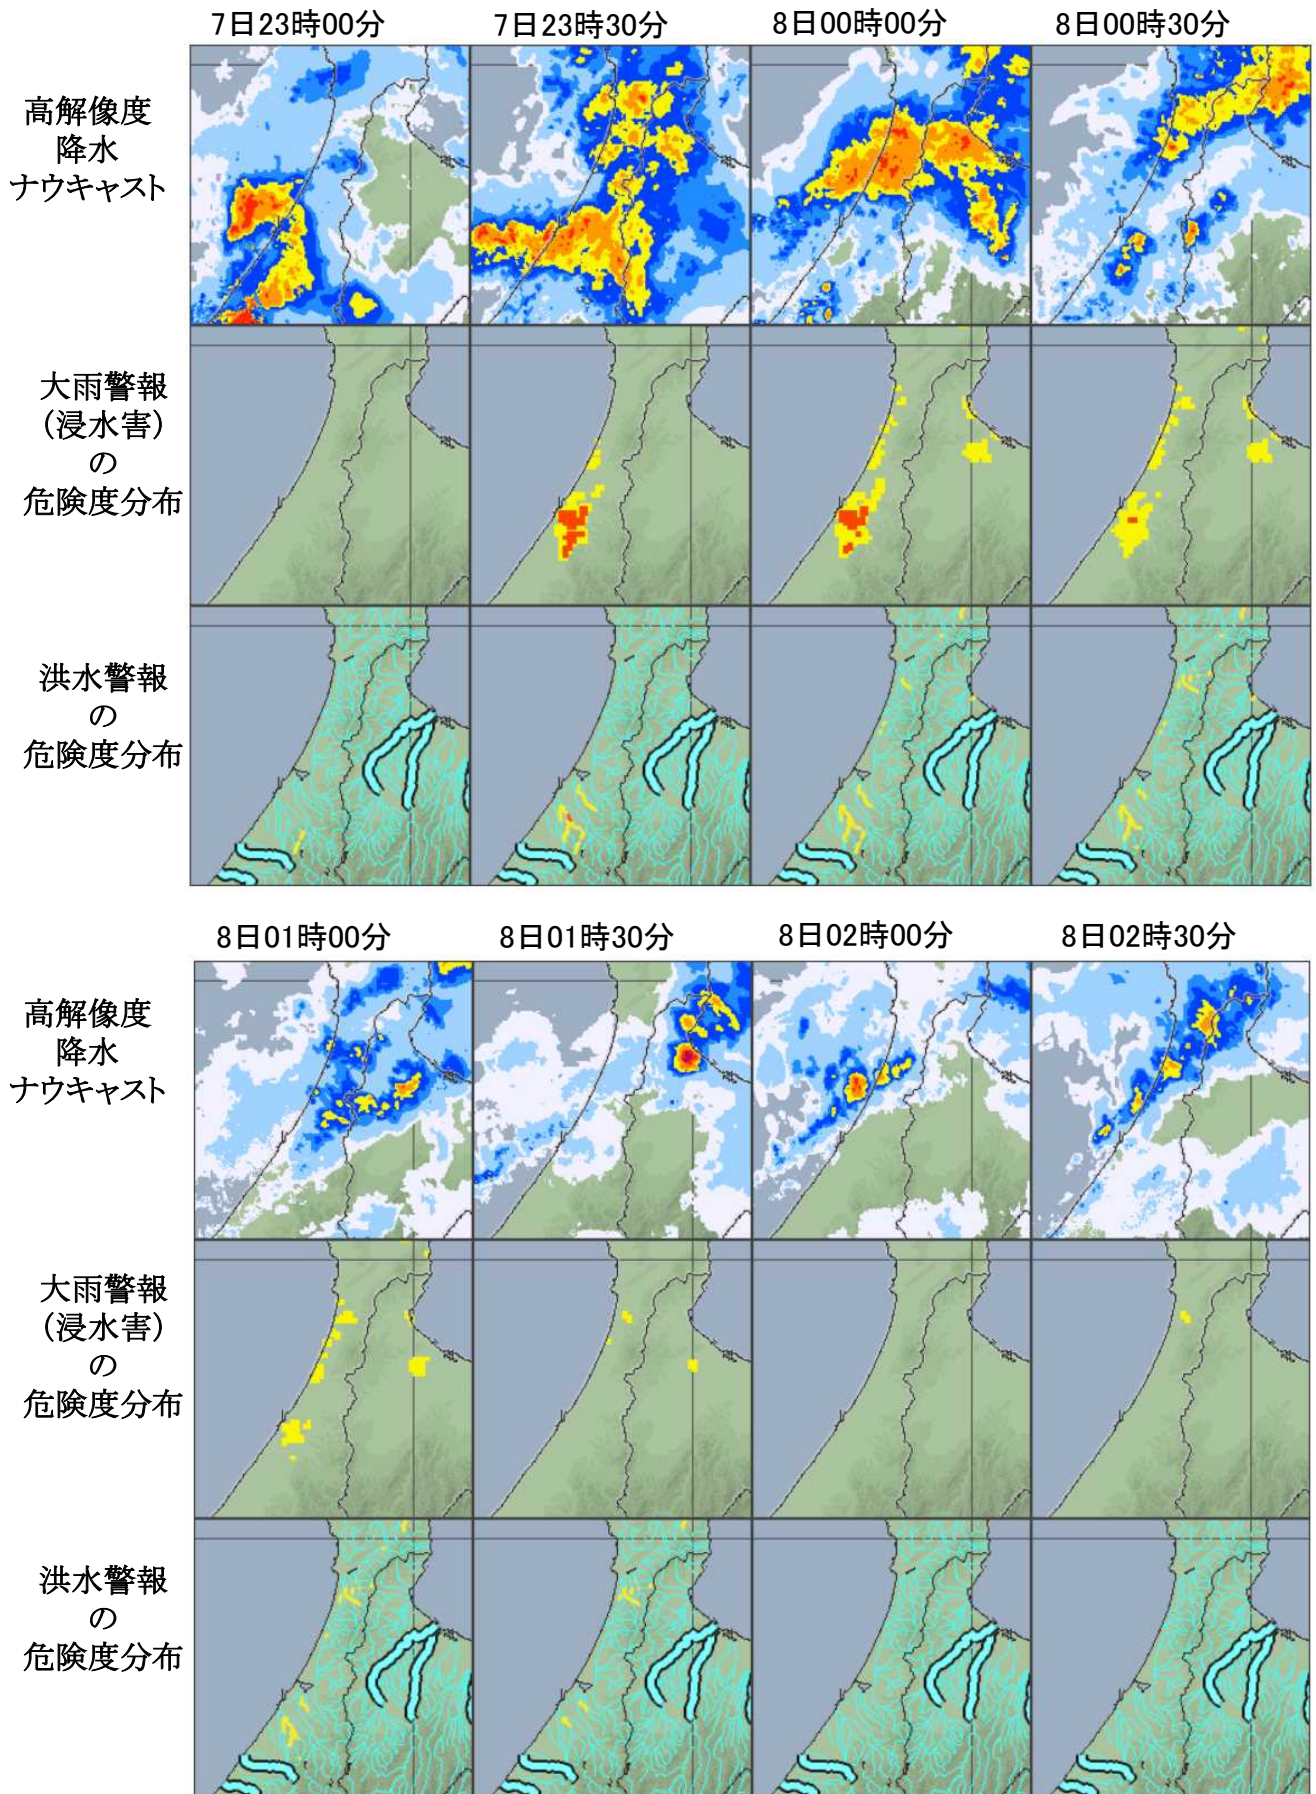 7日23時00分 7日23時30分 8日00時00分 8日00時30分
高解像度
降水
ナウキャスト
大雨警報
（浸水害）
の
危険度分布
洪水警報
の
危険度分布
8日01時00分 8日01時30分 8日02時00分 8日02時30分
高解像度
降水
ナウキャスト
大雨警報
（浸水害）
の
危険度分布
洪水警報
の
危険度分布